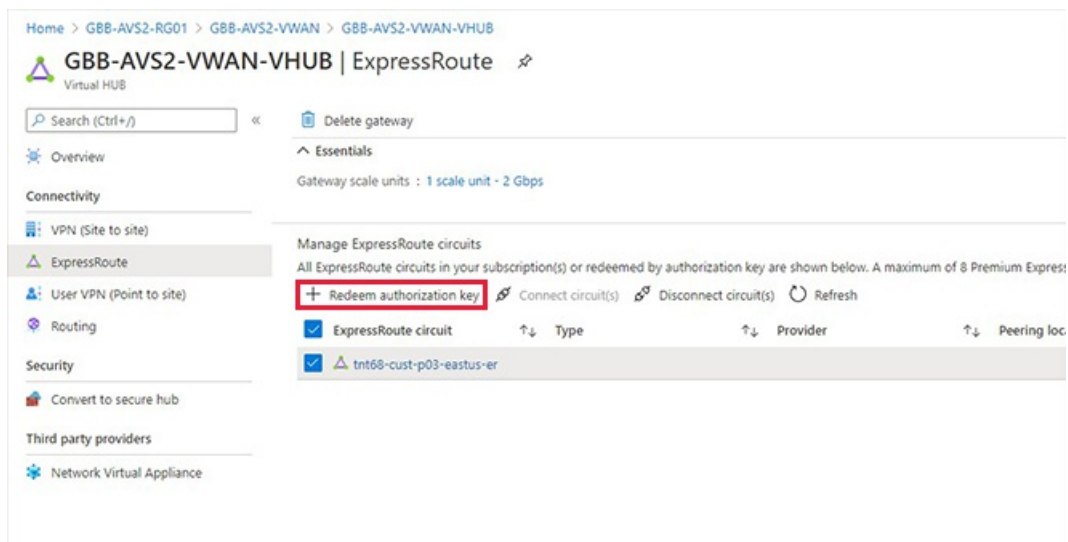 Home > GBB-AVS2-RG01 > GBB-AVS2-VWAN > GBB-AVS2-VWAN-VHUB
GBB-AVS2-VWAN-VHUB | ExpressRoute
Virtual HUB
Search (Ctrl+/)
«
Delete gateway
Overview
Essentials
Gateway scale units : 1 scale unit - 2 Gbps
Connectivity
VPN (Site to site)
ExpressRoute
User VPN (Point to site)
Routing
Security
Convert to secure hub
Third party providers
Network Virtual Appliance
Manage ExpressRoute circuits
All ExpressRoute circuits in your subscription(s) or redeemed by authorization key are shown below. A maximum of 8 Premium Express
+ Redeem authorization key Connect circuit(s) Disconnect circuit(s) Refresh
ExpressRoute circuit ↑↓ Type ↑↓ Provider ↑↓ Peering loc
tnt68-cust-p03-eastus-er